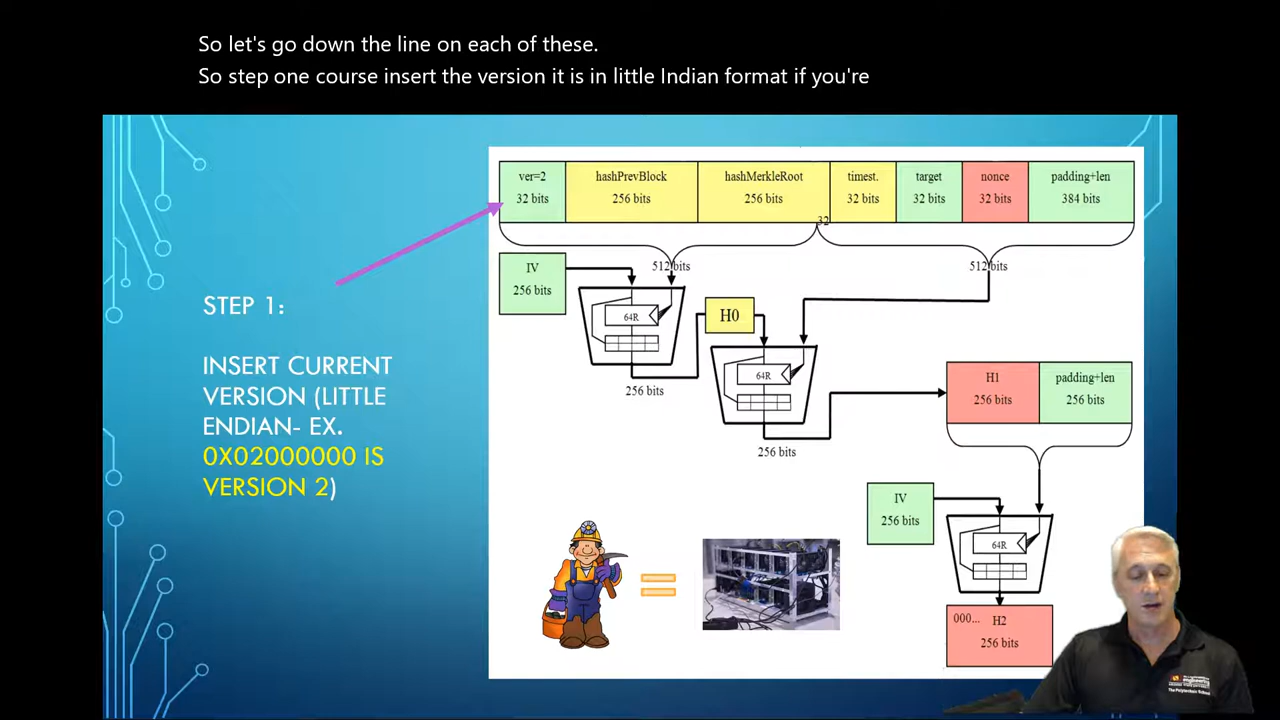 So let's go down the line on each of these.
So step one course insert the version it is in little Indian format if you're
ver=2
32 bits
hashPrevBlock
256 bits
hashMerkleRoot
256 bits
timest.
32 bits
target
32 bits
nonce
32 bits
padding+len
384 bits
32
512 bits
512 bits
IV
256 bits
64R
256 bits
H0
64R
256 bits
H1
256 bits
padding+len
256 bits
IV
256 bits
64R
000... H2
256 bits
STEP 1:
INSERT CURRENT
VERSION (LITTLE
ENDIAN- EX.
0X02000000 IS
VERSION 2)
The Polytechnic School